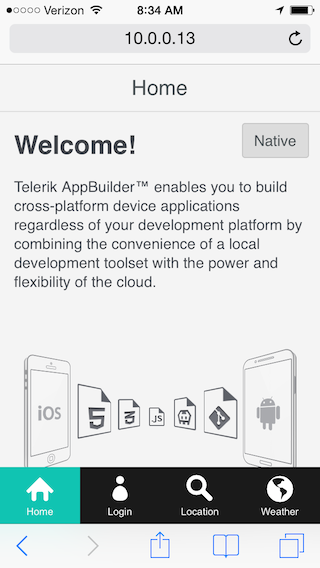 Verizon 8:34 AM
10.0.0.13
Home
Welcome!
Native
Telerik AppBuilder™ enables you to build
cross-platform device applications
regardless of your development platform by
combining the convenience of a local
development toolset with the power and
flexibility of the cloud.
iOS
JS
Home Login Location Weather